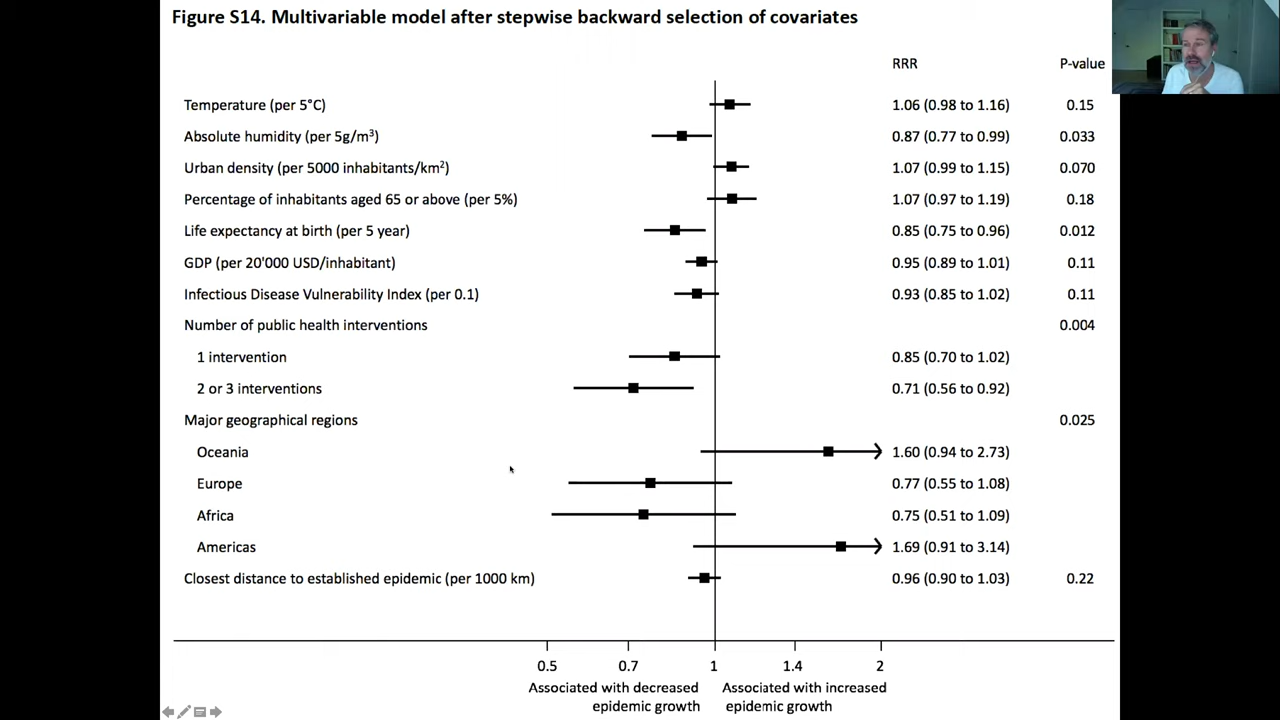 Figure S14. Multivariable model after stepwise backward selection of covariates
RRR P-value
Temperature (per 5°C) 1.06 (0.98 to 1.16) 0.15
Absolute humidity (per 5g/m³) 0.87 (0.77 to 0.99) 0.033
Urban density (per 5000 inhabitants/km²) 1.07 (0.99 to 1.15) 0.070
Percentage of inhabitants aged 65 or above (per 5%) 1.07 (0.97 to 1.19) 0.18
Life expectancy at birth (per 5 year) 0.85 (0.75 to 0.96) 0.012
GDP (per 20'000 USD/inhabitant) 0.95 (0.89 to 1.01) 0.11
Infectious Disease Vulnerability Index (per 0.1) 0.93 (0.85 to 1.02) 0.11
Number of public health interventions 0.004
1 intervention 0.85 (0.70 to 1.02)
2 or 3 interventions 0.71 (0.56 to 0.92)
Major geographical regions 0.025
Oceania 1.60 (0.94 to 2.73)
Europe 0.77 (0.55 to 1.08)
Africa 0.75 (0.51 to 1.09)
Americas 1.69 (0.91 to 3.14)
Closest distance to established epidemic (per 1000 km) 0.96 (0.90 to 1.03) 0.22
0.5 0.7 1 1.4 2
Associated with decreased Associated with increased
epidemic growth epidemic growth